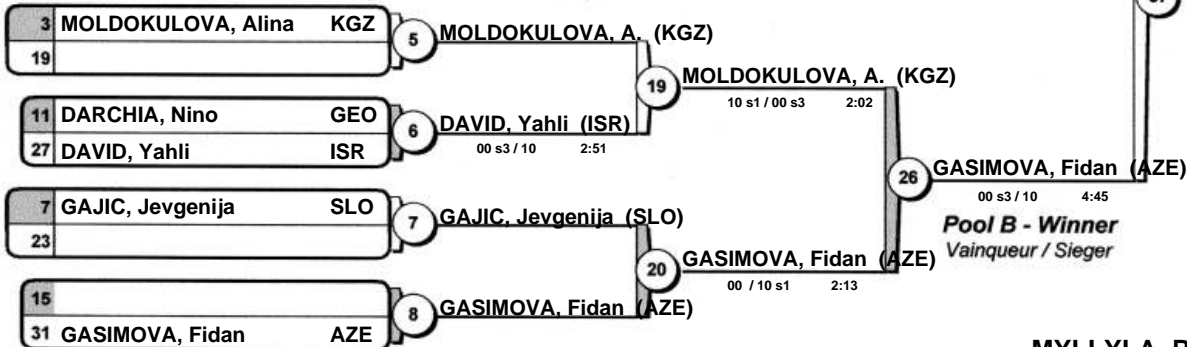 3 MOLDOKULOVA, Alina KGZ
19
5 MOLDOKULOVA, A. (KGZ)
11 DARCHIA, Nino GEO
27 DAVID, Yahli ISR
6 DAVID, Yahli (ISR)
00 s3 / 10 2:51
19 MOLDOKULOVA, A. (KGZ)
10 s1 / 00 s3 2:02
7 GAJIC, Jevgenija SLO
23
7 GAJIC, Jevgenija (SLO)
15
31 GASIMOVA, Fidan AZE
8 GASIMOVA, Fidan (AZE)
20 GASIMOVA, Fidan (AZE)
00 / 10 s1 2:13
26 GASIMOVA, Fidan (AZE)
00 s3 / 10 4:45
Pool B - Winner
Vainqueur / Sieger